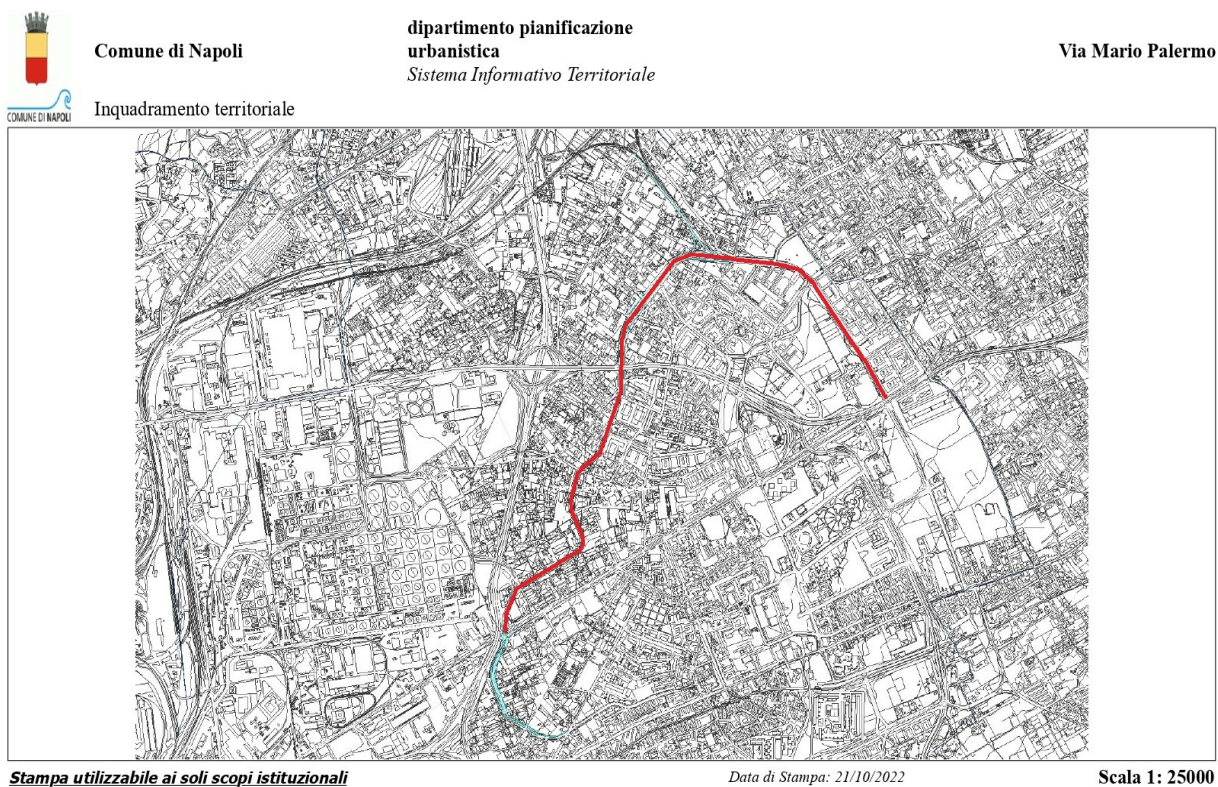 dipartimento pianificazione
urbanistica
Sistema Informativo Territoriale
Comune di Napoli
Via Mario Palermo
COMUNE DI NAPOLI
Inquadramento territoriale
Stampa utilizzabile ai soli scopi istituzionali
Data di Stampa: 21/10/2022
Scala 1: 25000